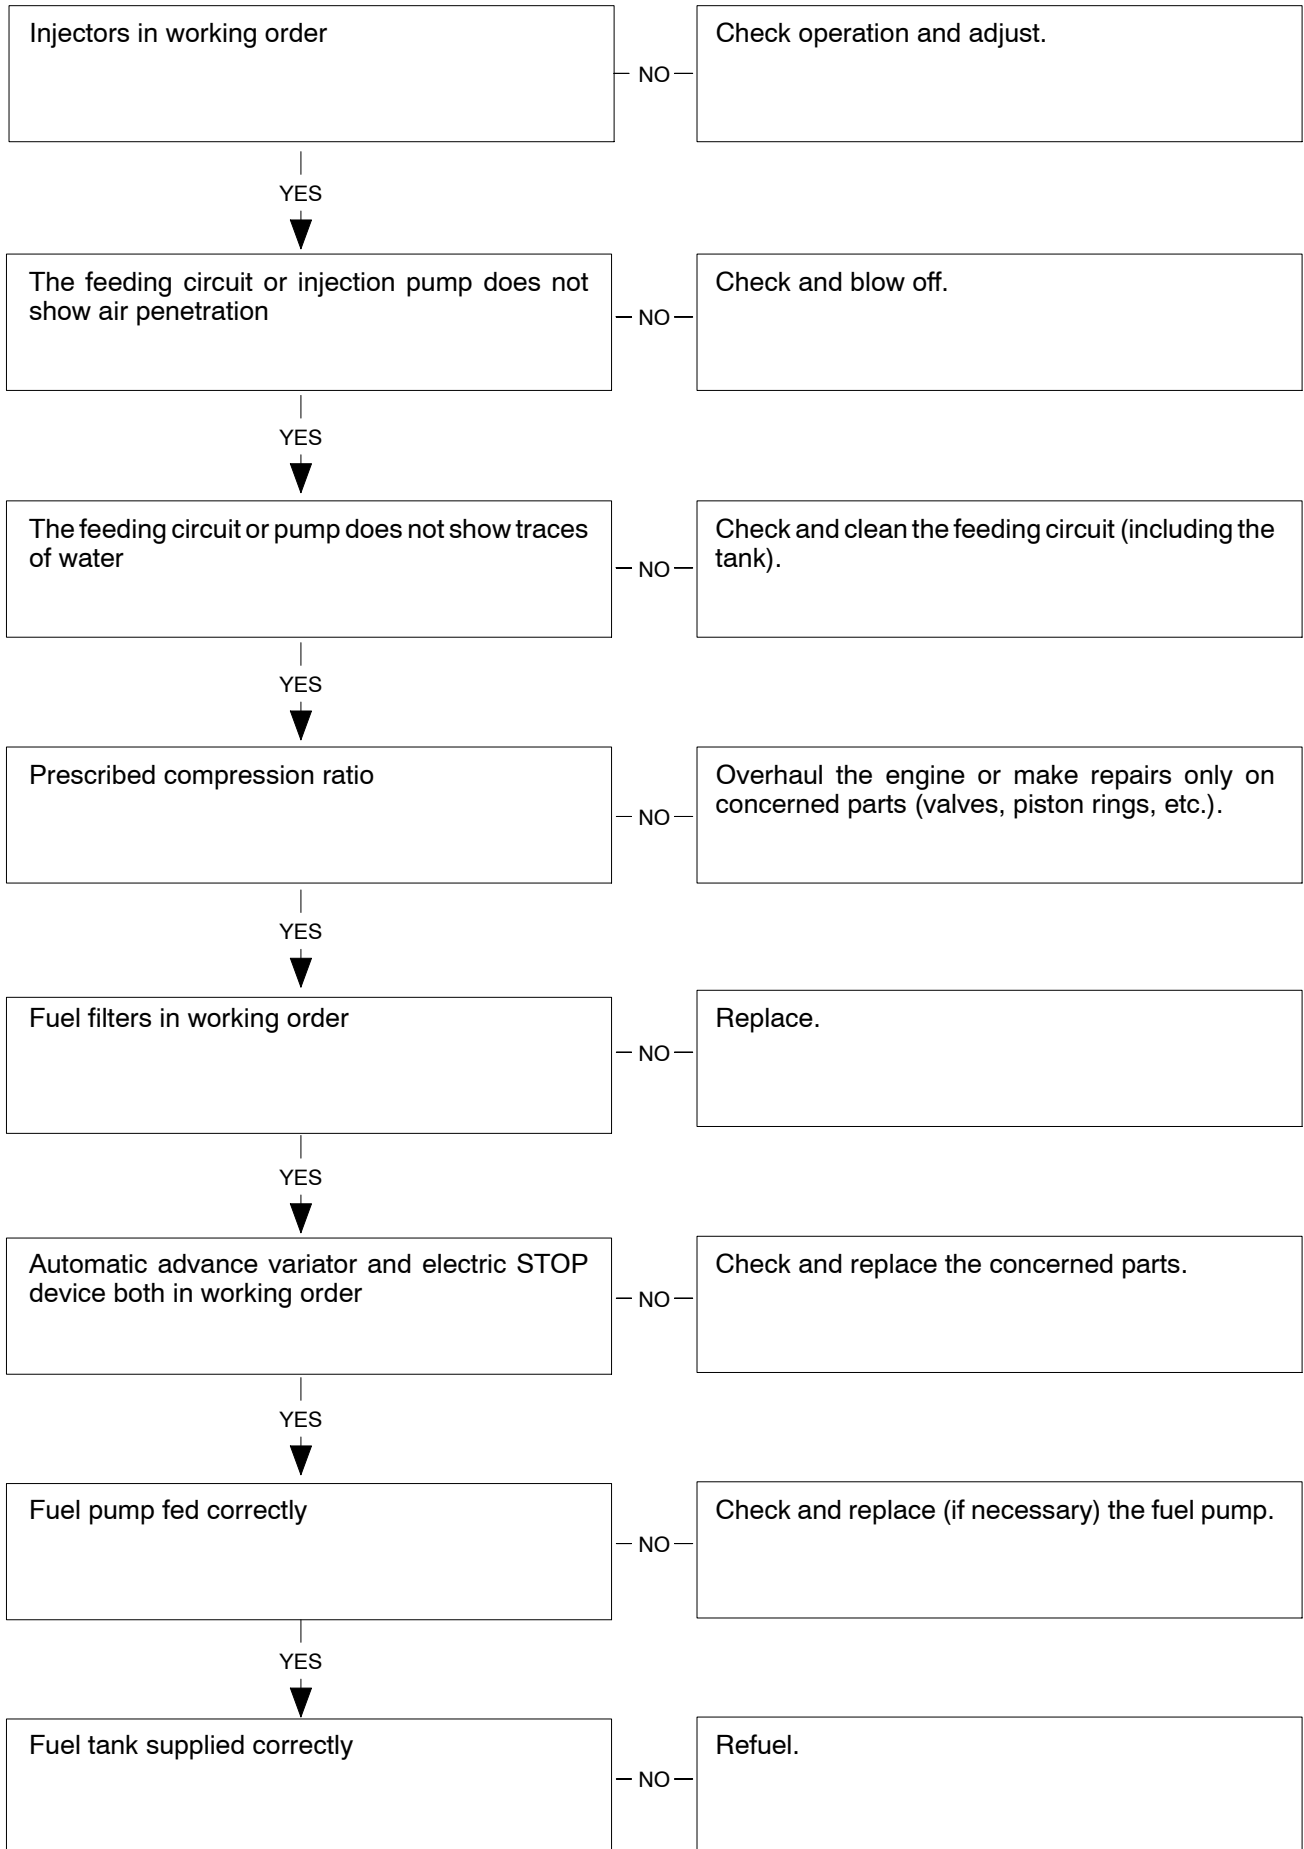 Injectors in working order
NO
Check operation and adjust.
YES
The feeding circuit or injection pump does not
show air penetration
NO
Check and blow off.
YES
The feeding circuit or pump does not show traces
of water
NO
Check and clean the feeding circuit (including the
tank).
YES
Prescribed compression ratio
NO
Overhaul the engine or make repairs only on
concerned parts (valves, piston rings, etc.).
YES
Fuel filters in working order
NO
Replace.
YES
Automatic advance variator and electric STOP
device both in working order
NO
Check and replace the concerned parts.
YES
Fuel pump fed correctly
NO
Check and replace (if necessary) the fuel pump.
YES
Fuel tank supplied correctly
NO
Refuel.